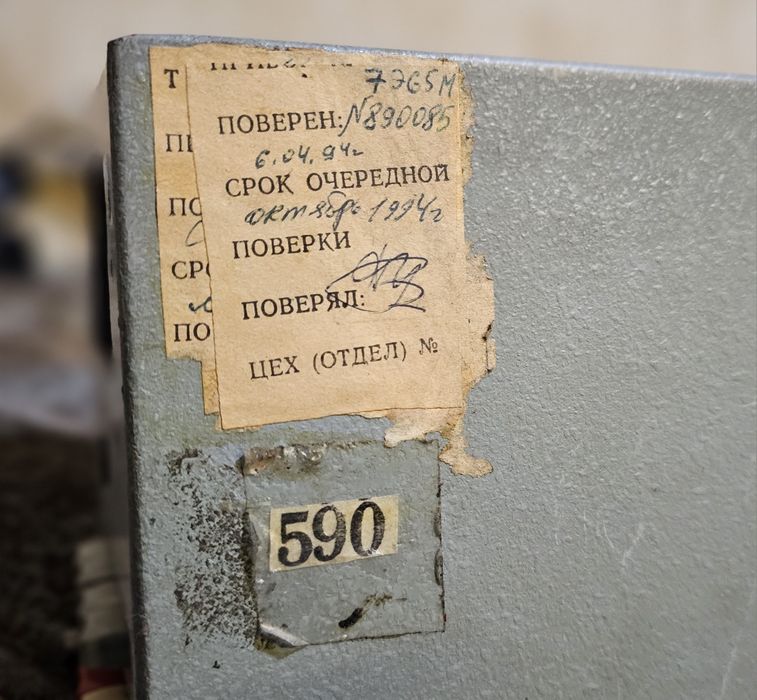 Т
7Э65М
ПОВЕРЕН: №890085
6.04.94г
СРОК ОЧЕРЕДНОЙ
октябрь 1994г
ПОВЕРКИ
ПОВЕРЯЛ:
ЦЕХ (ОТДЕЛ) №
590